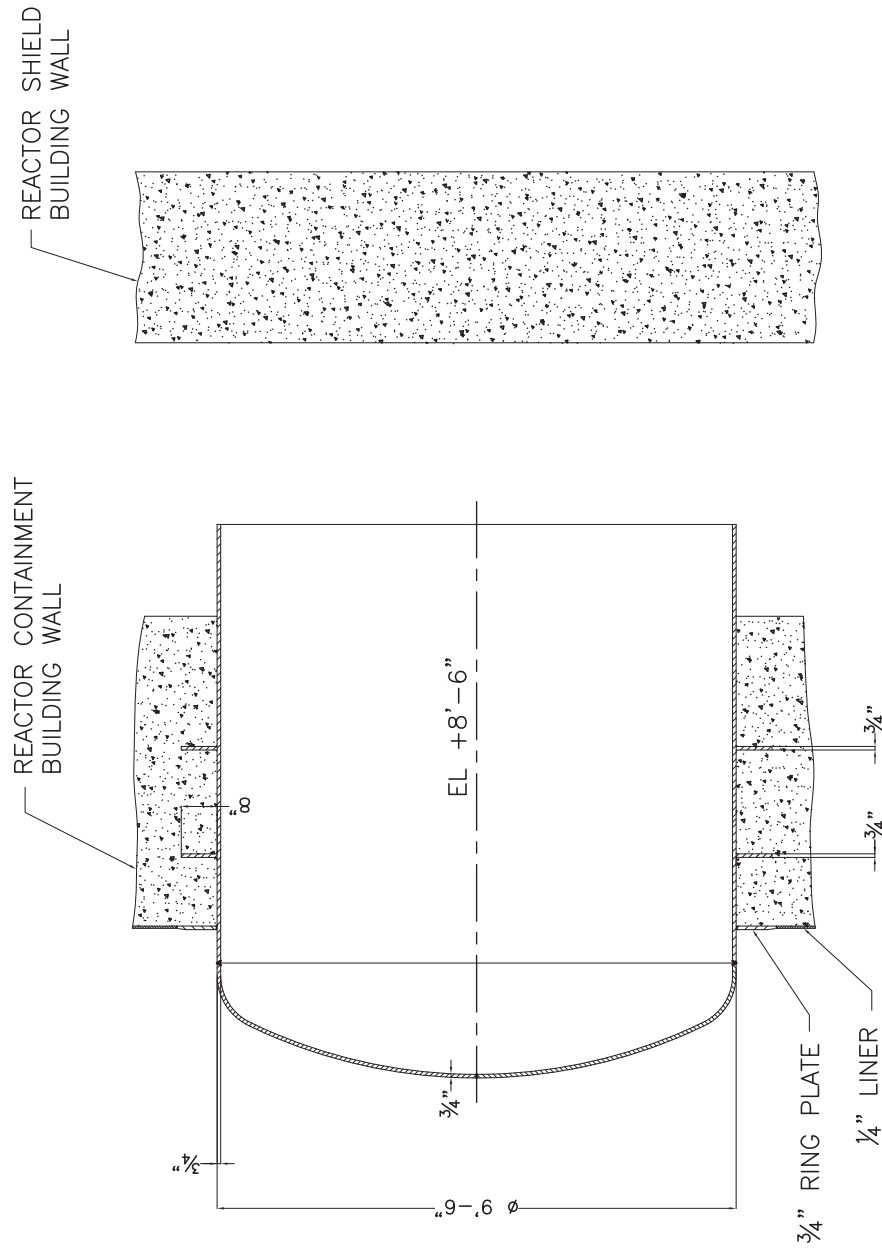 REACTOR SHIELD
BUILDING WALL
REACTOR CONTAINMENT
BUILDING WALL
8"
EL +8'-6"
3/4"
3/4"
3/4"
3/4"
ø 9'-6"
3/4" RING PLATE
1/4" LINER